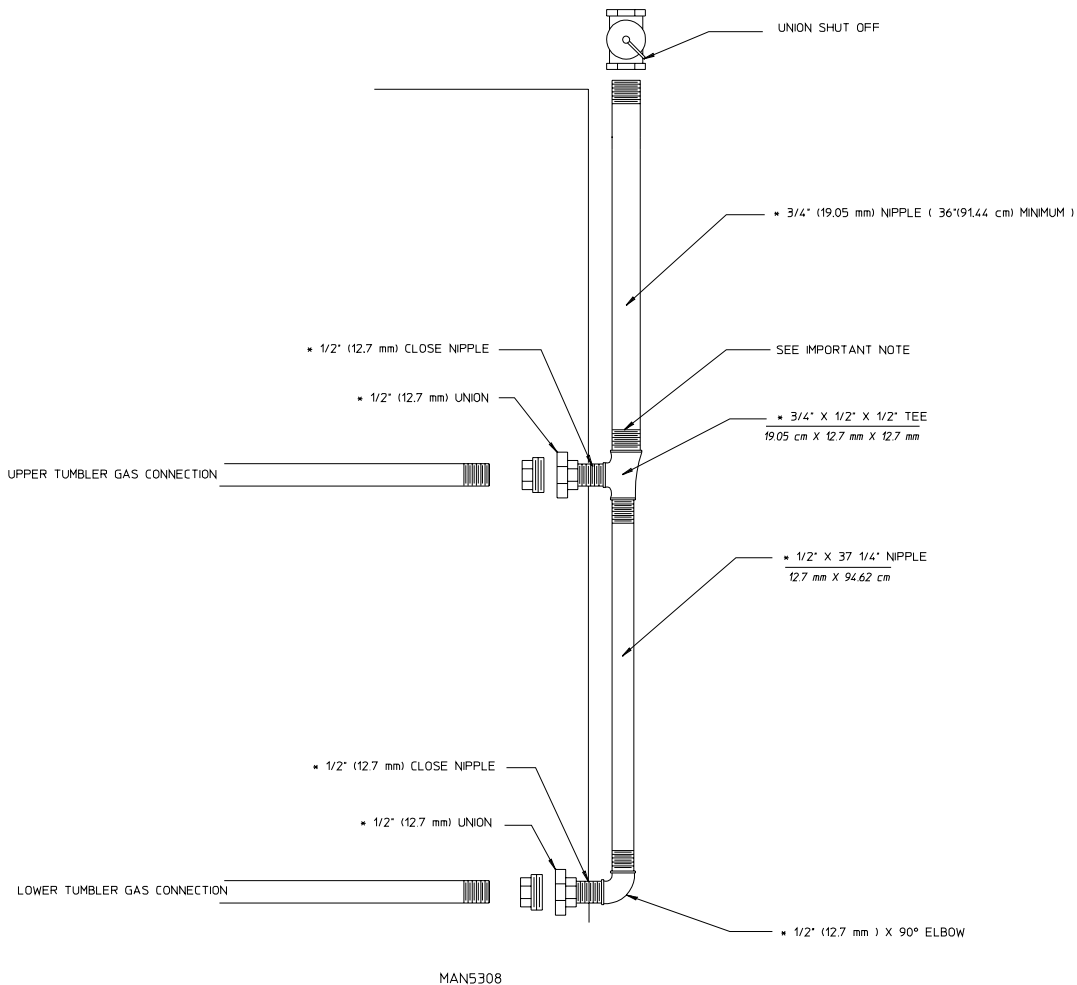 UNION SHUT OFF
* 3/4" (19.05 mm) NIPPLE ( 36"(91.44 cm) MINIMUM )
* 1/2" (12.7 mm) CLOSE NIPPLE
SEE IMPORTANT NOTE
* 1/2" (12.7 mm) UNION
* 3/4" X 1/2" X 1/2" TEE
19.05 cm X 12.7 mm X 12.7 mm
UPPER TUMBLER GAS CONNECTION
* 1/2" X 37 1/4" NIPPLE
12.7 mm X 94.62 cm
* 1/2" (12.7 mm) CLOSE NIPPLE
* 1/2" (12.7 mm) UNION
LOWER TUMBLER GAS CONNECTION
* 1/2" (12.7 mm ) X 90° ELBOW
MAN5308